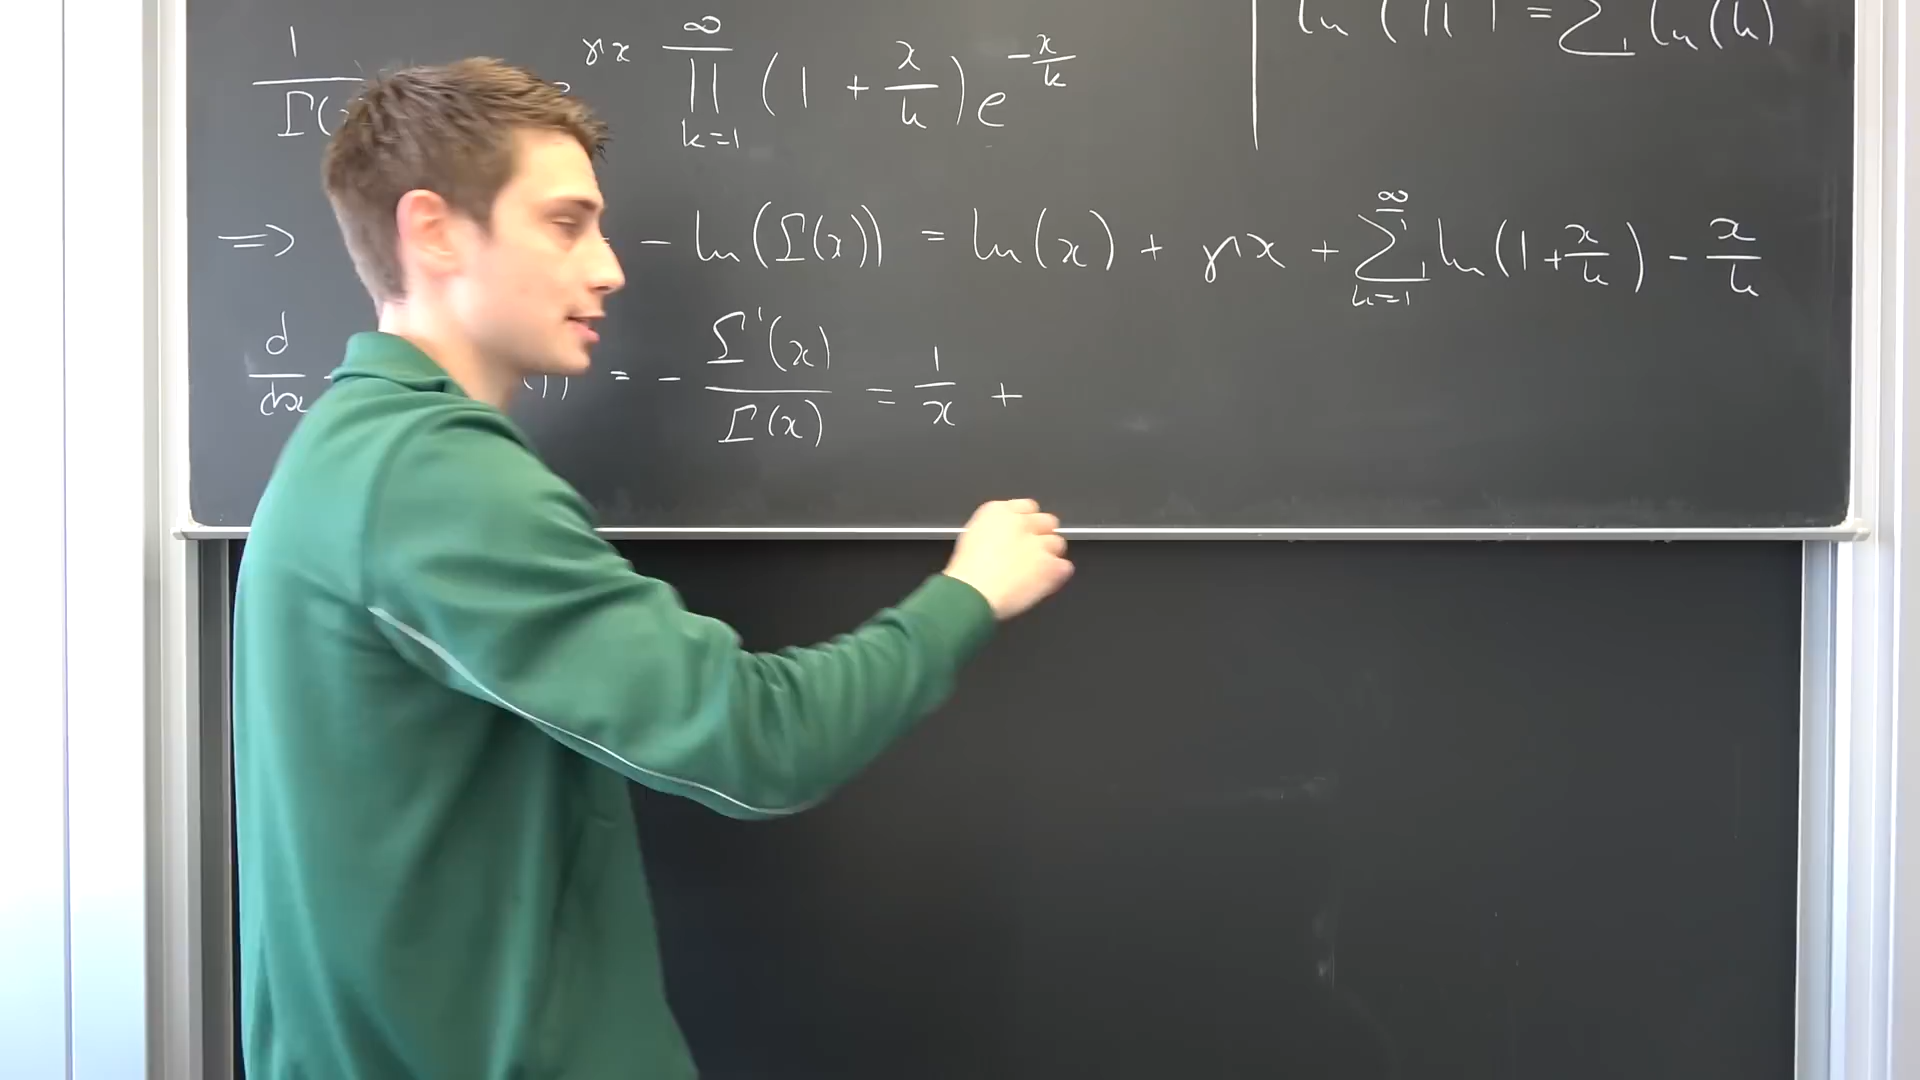 ln ( ∏ ) = ∑ ln(k)
1/Γ( e^γx ∏_{k=1}^∞ (1 + x/k) e^{-x/k}
⇒ - ln(Γ(x)) = ln(x) + γx + ∑_{k=1}^∞ ln(1 + x/k) - x/k
d/dx - )) = - Γ'(x)/Γ(x) = 1/x +